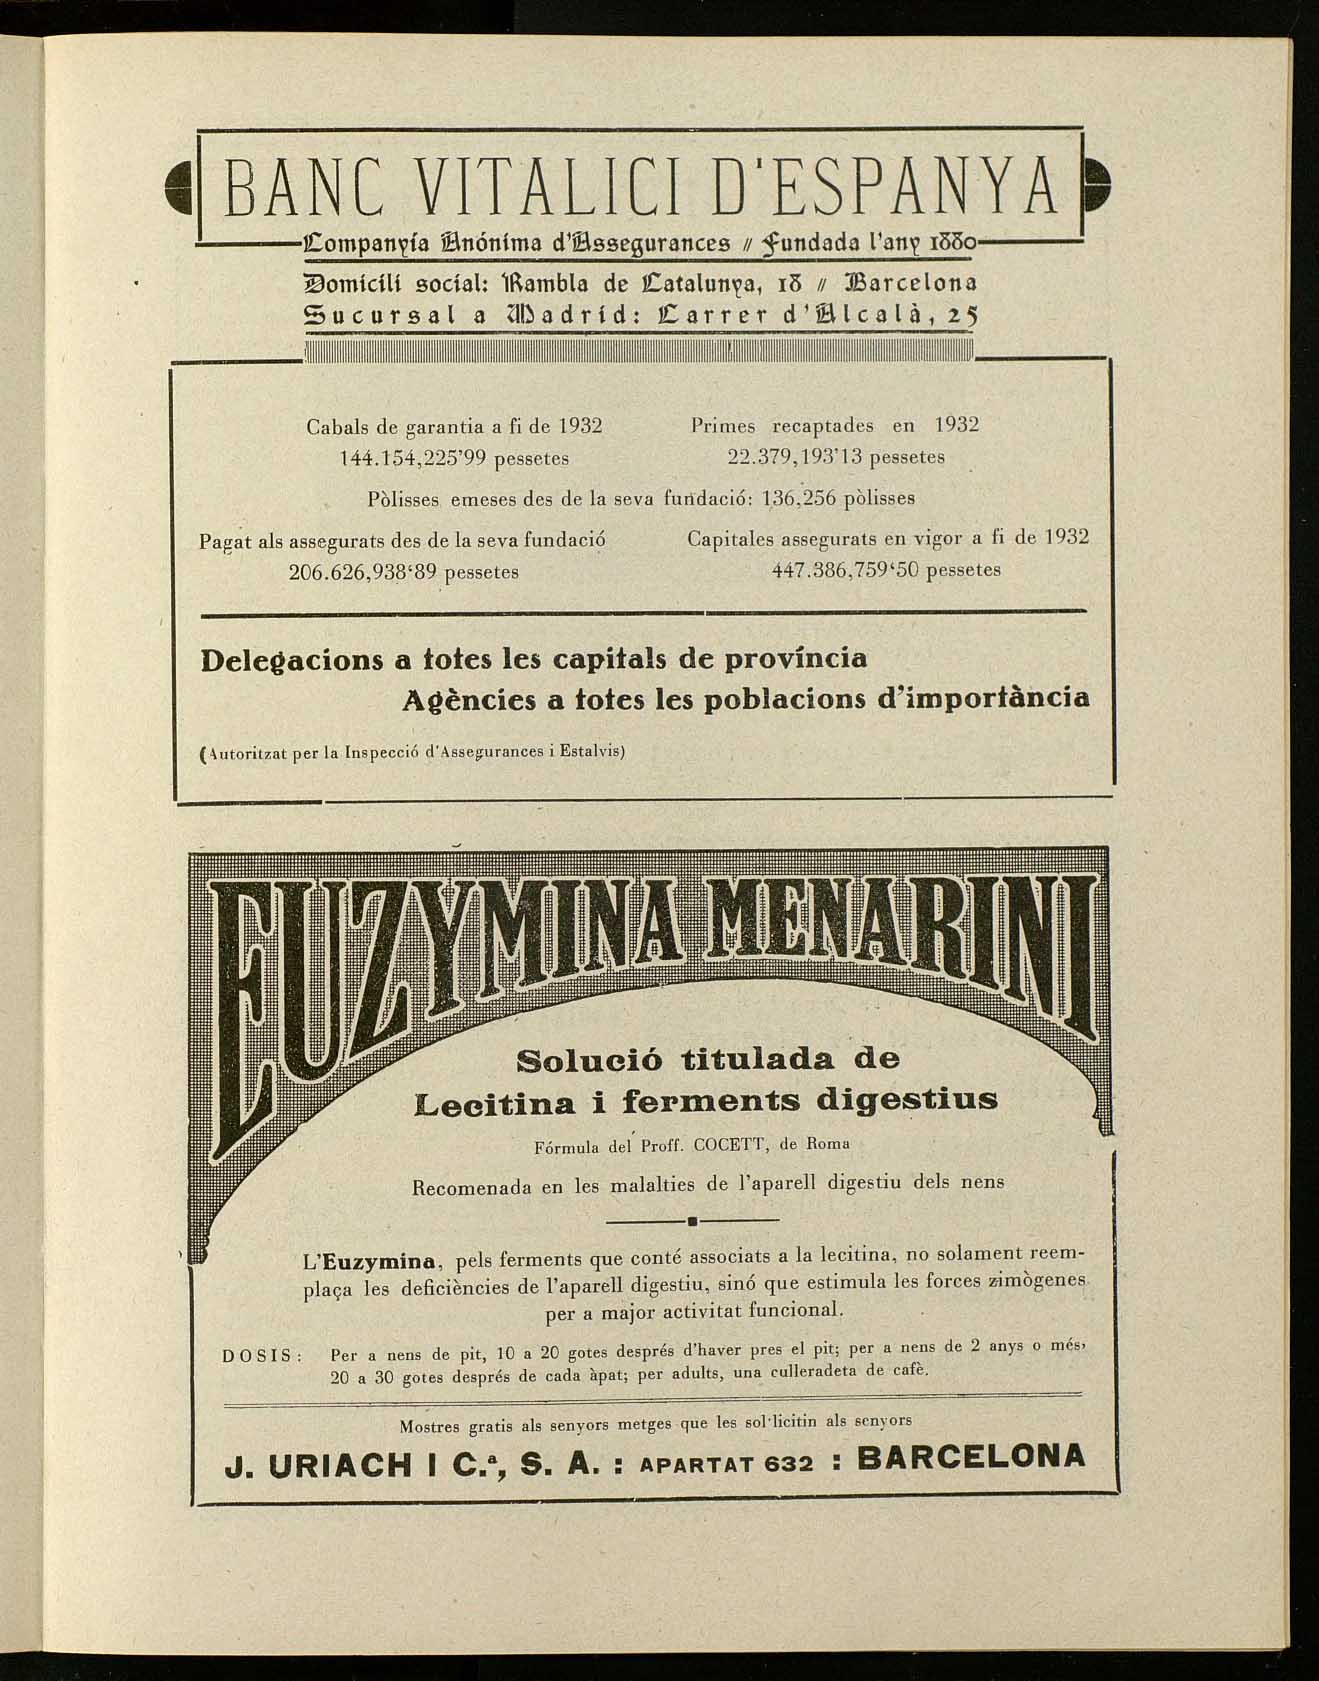 BANC VITALICI D'ESPANYA
Companyía Anónima d'Assegurances // Fundada l'any 1880
Domicili social: Rambla de Catalunya, 18 // Barcelona
Sucursal a Madrid: Carrer d'Alcalà, 25
Cabals de garantia a fi de 1932
144.154,225'99 pessetes
Primes recaptades en 1932
22.379,193'13 pessetes
Pòlisses emeses des de la seva fundació: 136,256 pòlisses
Pagat als assegurats des de la seva fundació
206.626,938‘89 pessetes
Capitales assegurats en vigor a fi de 1932
447.386,759‘50 pessetes
Delegacions a totes les capitals de província
Agències a totes les poblacions d'importància
(Autoritzat per la Inspecció d'Assegurances i Estalvis)
EUZYMINA MENARINI
Solució titulada de
Lecitina i ferments digestius
Fórmula del Proff. COCETT, de Roma
Recomenada en les malalties de l'aparell digestiu dels nens
L'Euzymina, pels ferments que conté associats a la lecitina, no solament reem-
plaça les deficiències de l'aparell digestiu, sinó que estimula les forces zimògenes
per a major activitat funcional.
DOSIS: Per a nens de pit, 10 a 20 gotes després d'haver pres el pit; per a nens de 2 anys o més,
20 a 30 gotes després de cada àpat; per adults, una culleradeta de cafè.
Mostres gratis als senyors metges que les sol·licitin als senyors
J. URIACH I C.ª, S. A. : APARTAT 632 : BARCELONA